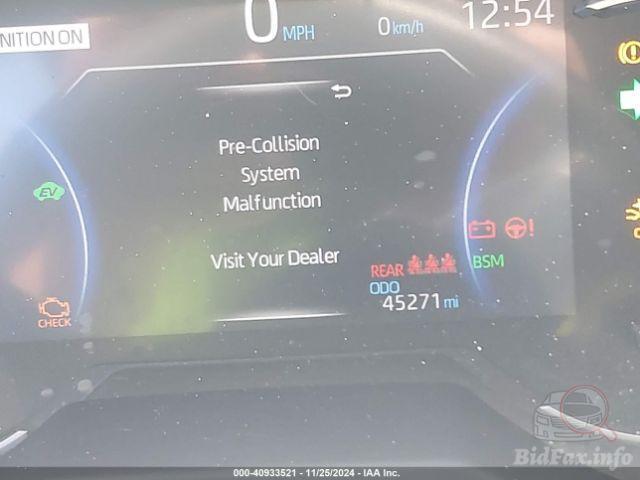 NITION ON
0 MPH
0 km/h
12:54
Pre-Collision
System
Malfunction
Visit Your Dealer
EV
CHECK
REAR
BSM
ODO
45271 mi
BidFax.info
000-40933521 - 11/25/2024 - IAA Inc.